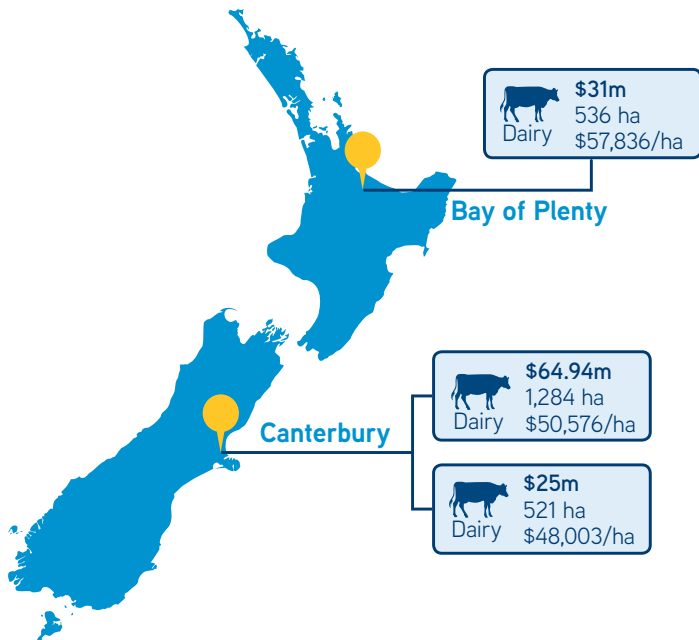 $31m
536 ha
$57,836/ha
Dairy
Bay of Plenty
$64.94m
1,284 ha
$50,576/ha
Dairy
Canterbury
$25m
521 ha
$48,003/ha
Dairy